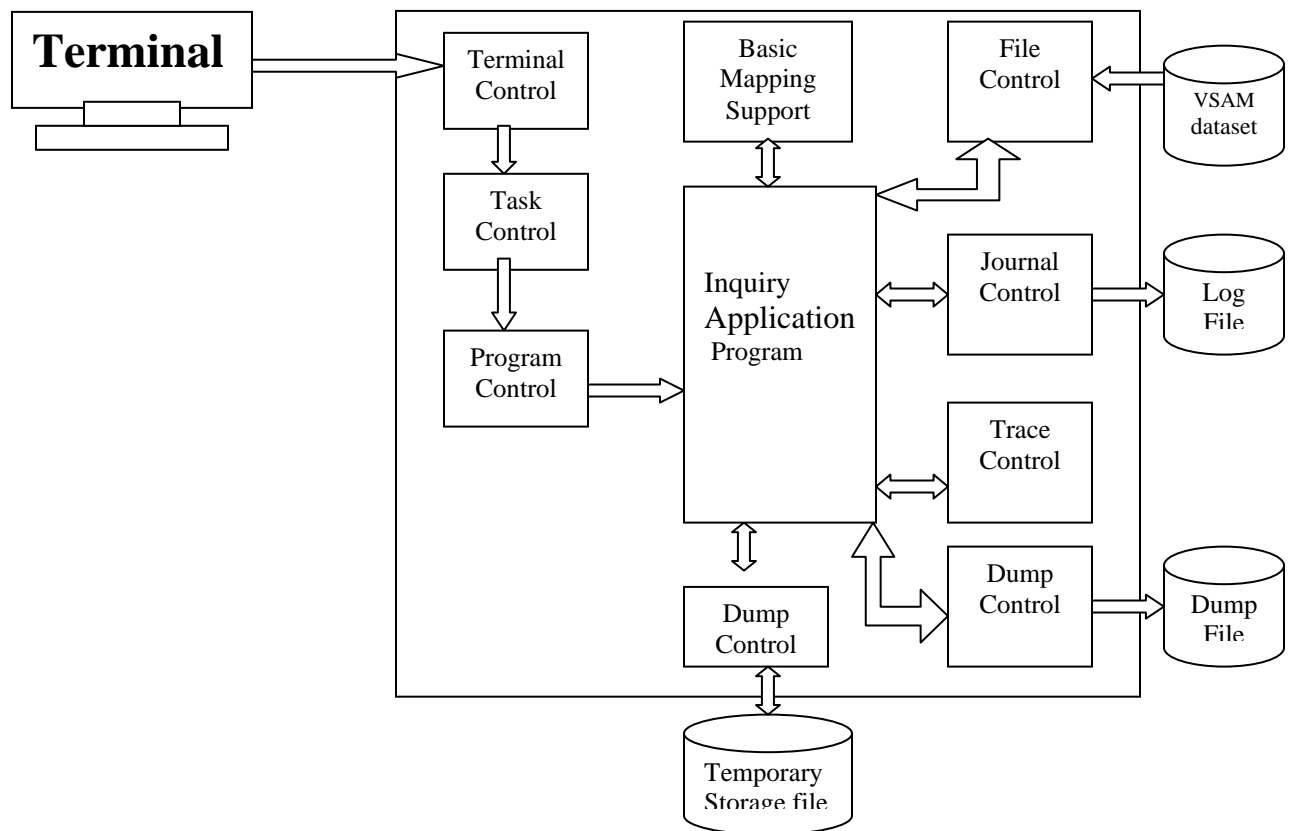 Terminal
Terminal
Control
Basic
Mapping
Support
File
Control
VSAM
dataset
Task
Control
Inquiry
Application
Program
Journal
Control
Log
File
Program
Control
Trace
Control
Dump
Control
Dump
File
Dump
Control
Temporary
Storage file